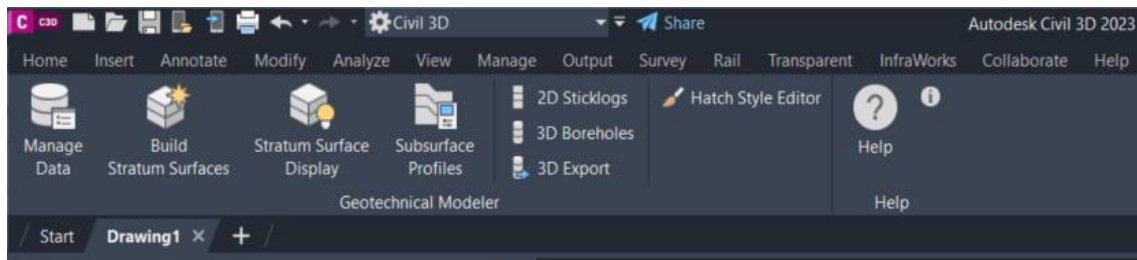 C C3D Civil 3D Share Autodesk Civil 3D 2023
Home Insert Annotate Modify Analyze View Manage Output Survey Rail Transparent InfraWorks Collaborate Help
Manage Data
Build Stratum Surfaces
Stratum Surface Display
Subsurface Profiles
2D Sticklogs
3D Boreholes
3D Export
Hatch Style Editor
? Help
i
Geotechnical Modeler Help
Start Drawing1 × +